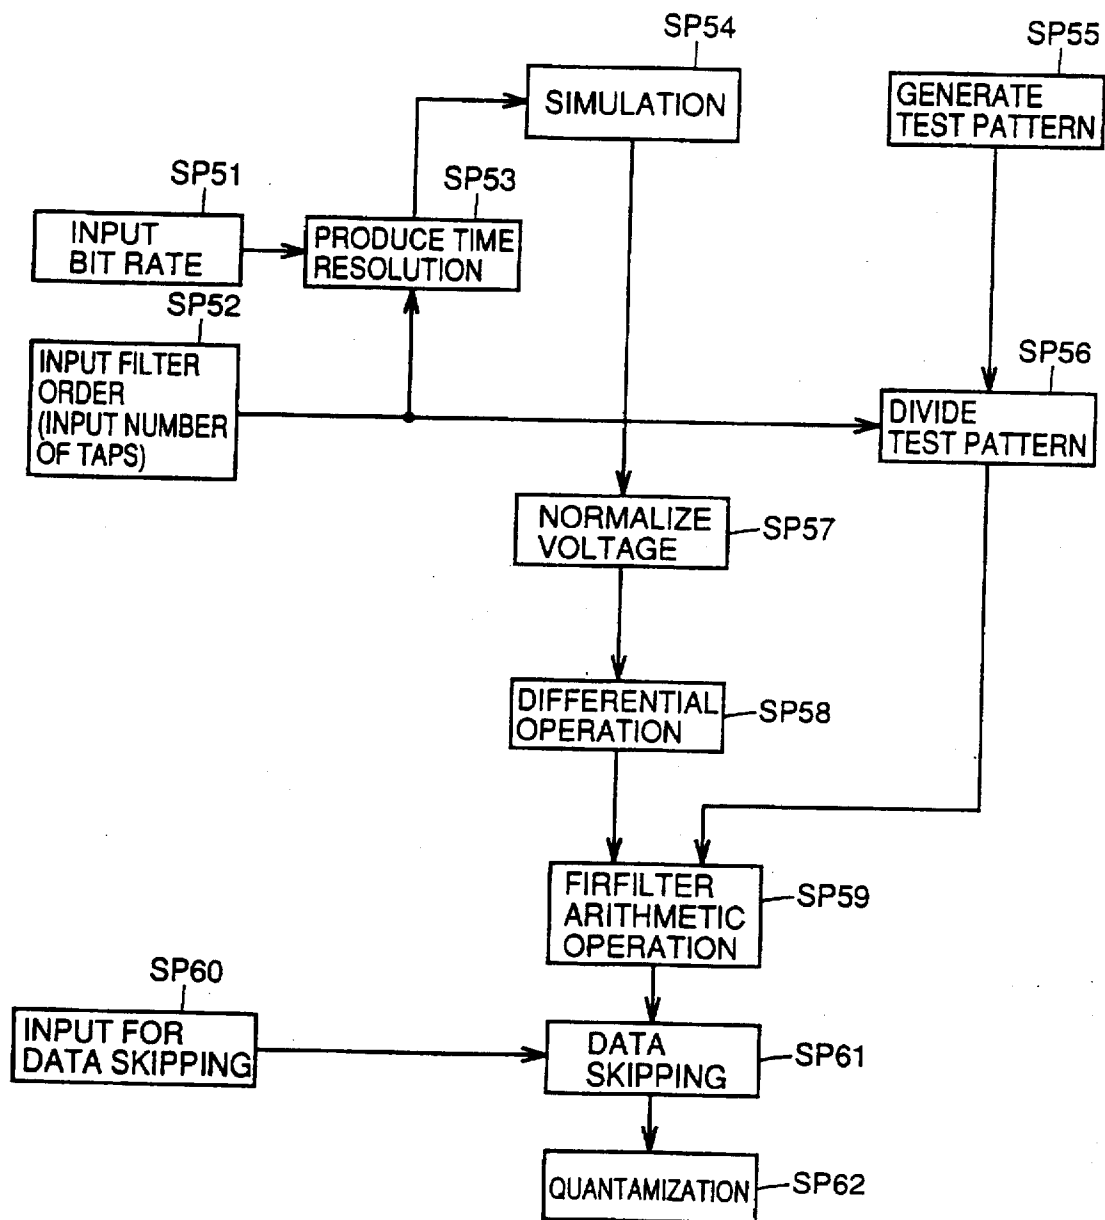 SP54
SIMULATION
SP55
GENERATE
TEST PATTERN
SP51
INPUT
BIT RATE
SP53
PRODUCE TIME
RESOLUTION
SP52
INPUT FILTER
ORDER
(INPUT NUMBER
OF TAPS)
SP56
DIVIDE
TEST PATTERN
NORMALIZE
VOLTAGE
SP57
DIFFERENTIAL
OPERATION
SP58
FIRFILTER
ARITHMETIC
OPERATION
SP59
SP60
INPUT FOR
DATA SKIPPING
DATA
SKIPPING
SP61
QUANTAMIZATION
SP62